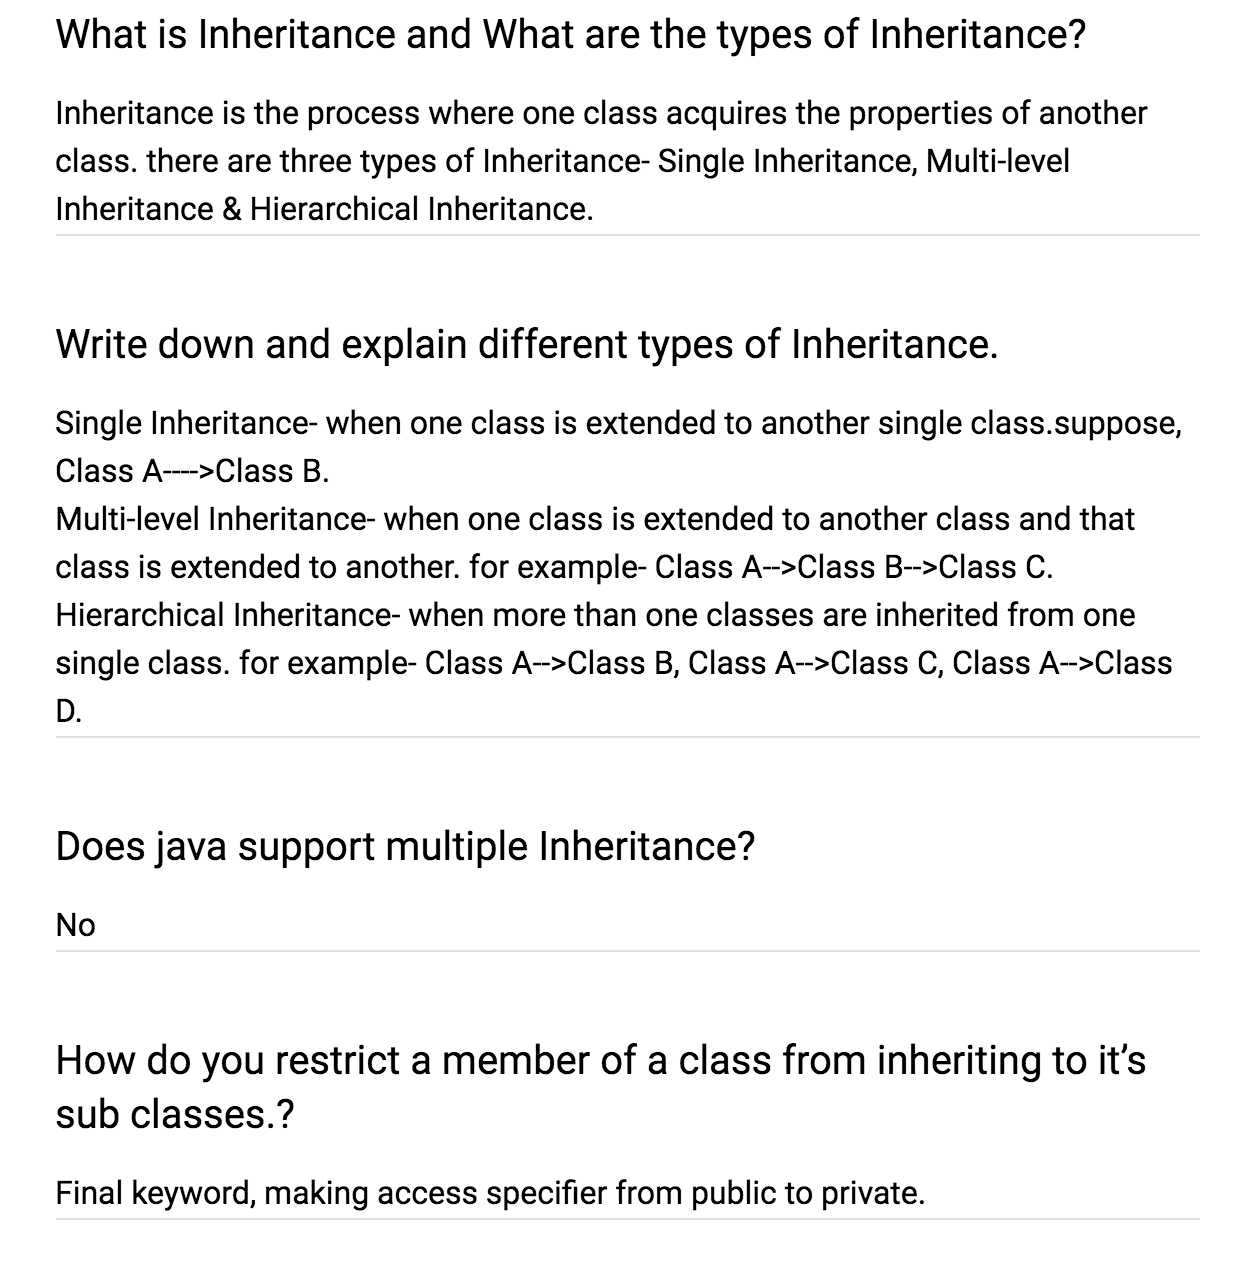 What is Inheritance and What are the types of Inheritance?
Inheritance is the process where one class acquires the properties of another
class. there are three types of Inheritance- Single Inheritance, Multi-level
Inheritance & Hierarchical Inheritance.
Write down and explain different types of Inheritance.
Single Inheritance- when one class is extended to another single class.suppose,
Class A---->Class B.
Multi-level Inheritance- when one class is extended to another class and that
class is extended to another. for example- Class A-->Class B-->Class C.
Hierarchical Inheritance- when more than one classes are inherited from one
single class. for example- Class A-->Class B, Class A-->Class C, Class A-->Class
D.
Does java support multiple Inheritance?
No
How do you restrict a member of a class from inheriting to it’s
sub classes.?
Final keyword, making access specifier from public to private.